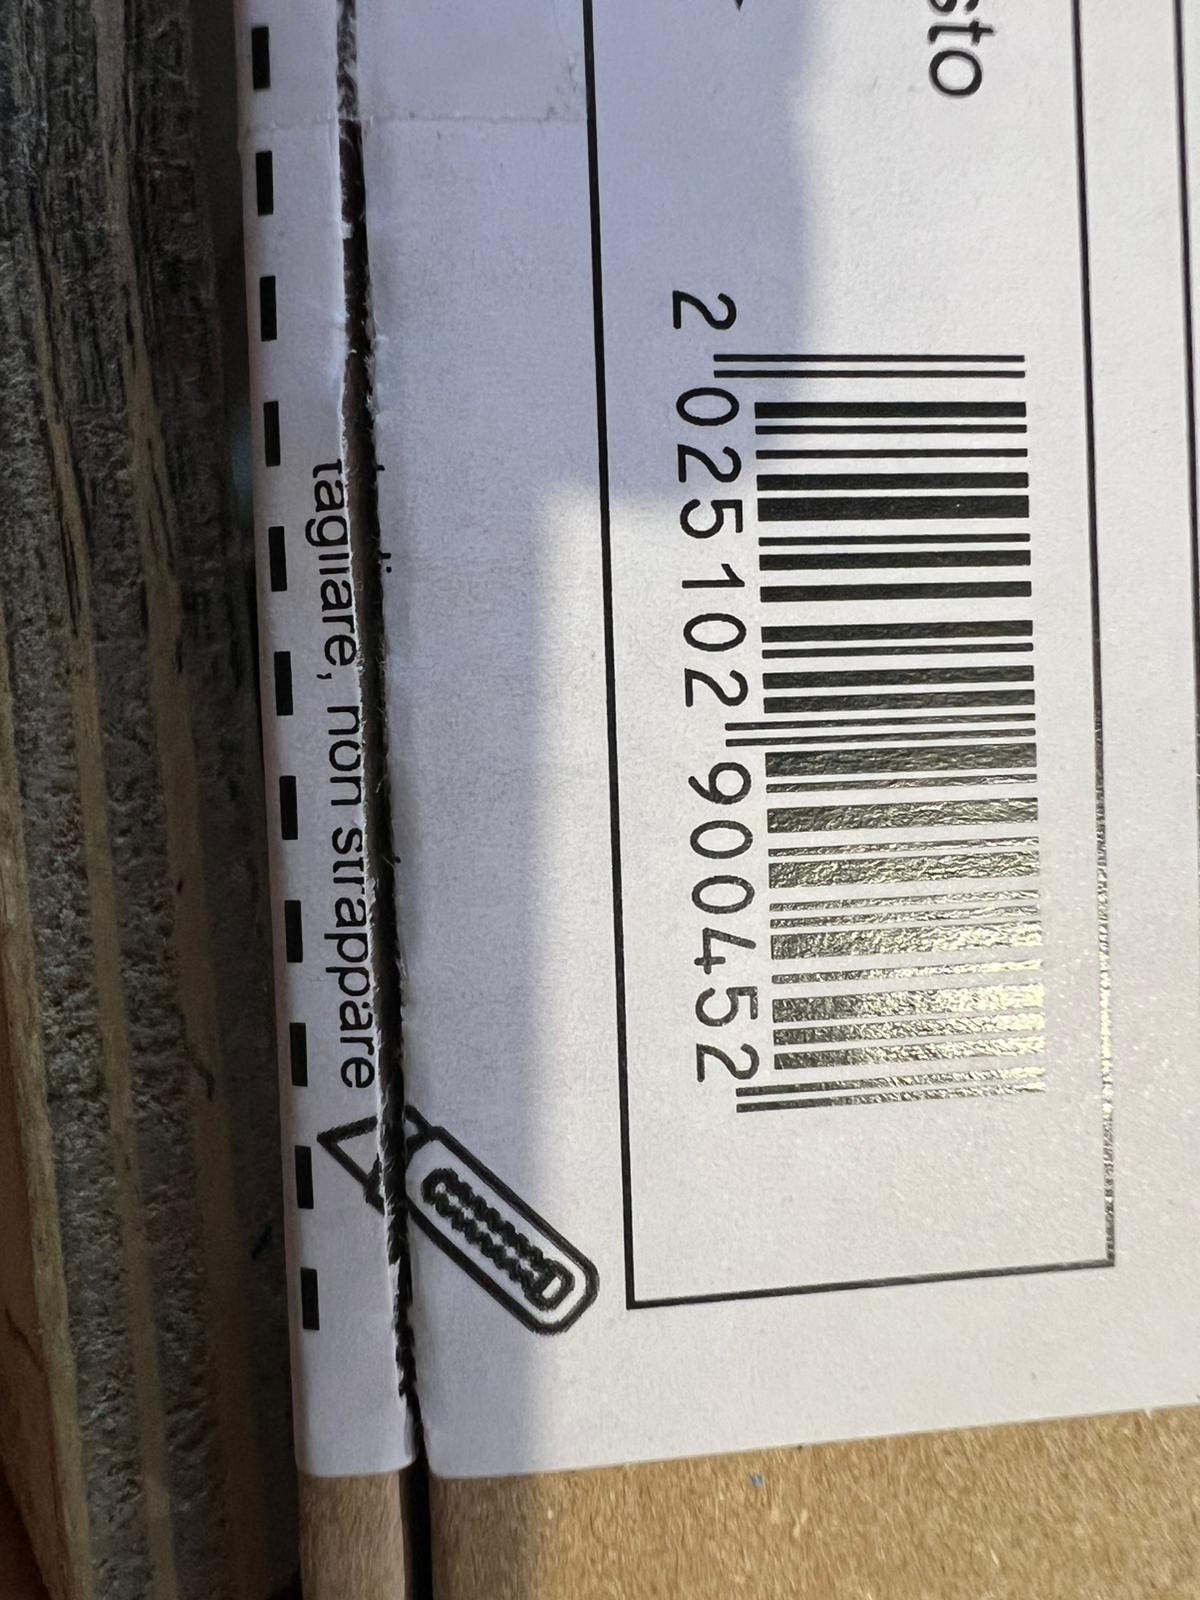 sto
2 025102 900452
tagliare, non strappare